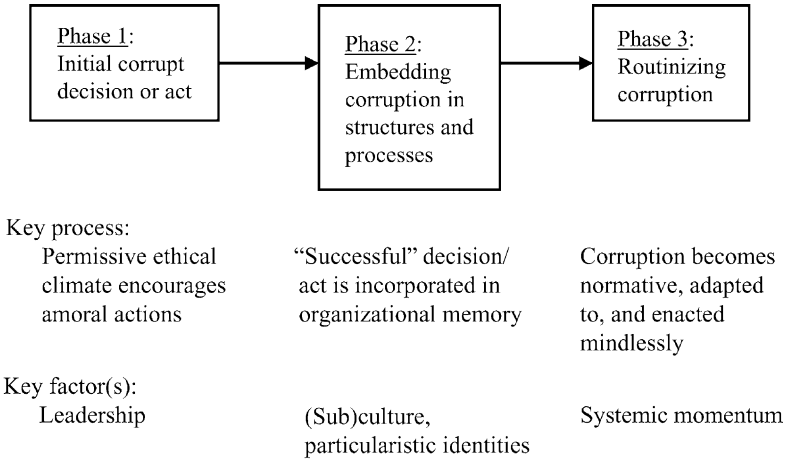 Phase 1:
Initial corrupt
decision or act
Phase 2:
Embedding
corruption in
structures and
processes
Phase 3:
Routinizing
corruption
Key process:
Permissive ethical
climate encourages
amoral actions
“Successful” decision/
act is incorporated in
organizational memory
Corruption becomes
normative, adapted
to, and enacted
mindlessly
Key factor(s):
Leadership
(Sub)culture,
particularistic identities
Systemic momentum